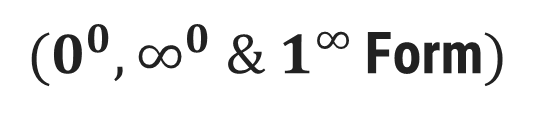 (0⁰, ∞⁰ & 1^∞ Form)